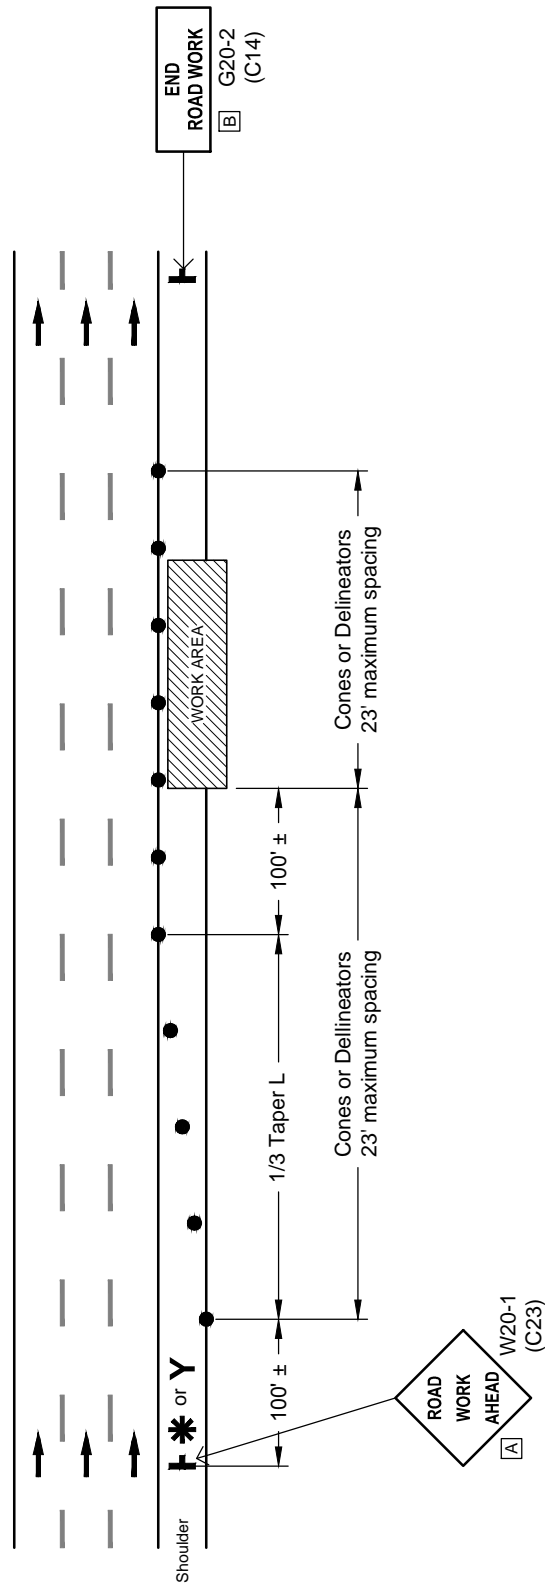 END
ROAD WORK
B
G20-2
(C14)
WORK AREA
Cones or Delineators
23' maximum spacing
100' ±
1/3 Taper L
Cones or Dellineators
23' maximum spacing
100' ±
Y
or
*
Shoulder
ROAD
WORK
AHEAD
A
W20-1
(C23)